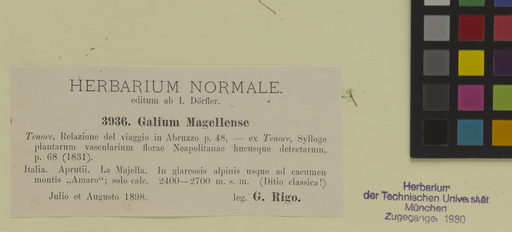 HERBARIUM NORMALE.
editum ab I. Dörfler.
3936. Galium Magellense
Tenore, Relazione del viaggio in Abruzzo p. 48, — ex Tenore, Sylloge
plantarum vascularium florae Neapolitanae hucusque detectarum,
p. 68 (1831).
Italia. Aprutii. La Majella. In glareosis alpinis usque ad cacumen
montis „Amaro“; solo calc. 2400—2700 m. s. m. (Ditio classica!)
Julio et Augusto 1898. leg. G. Rigo.
Herbarium
der Technischen Universität
München
Zugegangen 1980